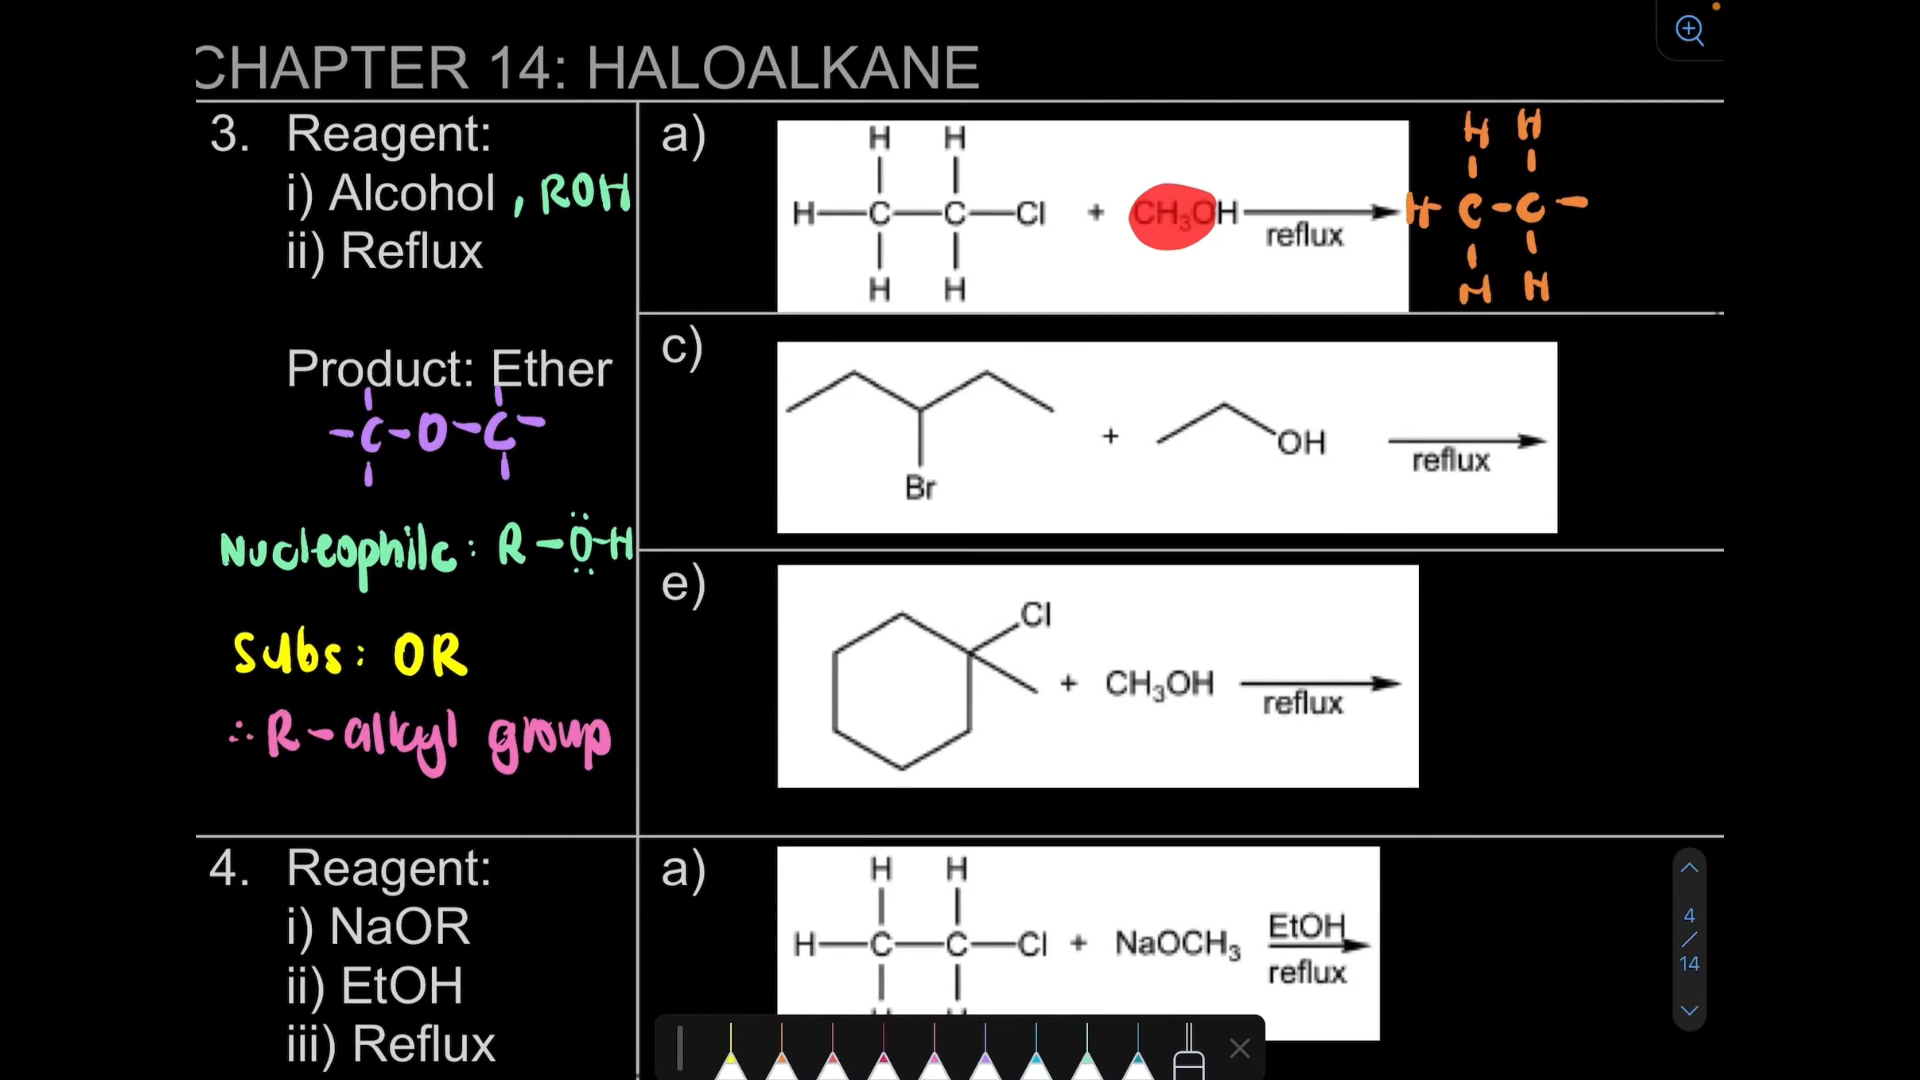 CHAPTER 14: HALOALKANE
3. Reagent:
i) Alcohol , ROH
ii) Reflux
Product: Ether
-C-O-C-
Nucleophile: R-Ö-H
Subs: OR
∴ R-alkyl group
a)
H H
H C C Cl + CH₃OH reflux
H H
H H
H C-C-
H H
c)
Br
+
OH
reflux
e)
Cl
+ CH₃OH
reflux
4. Reagent:
i) NaOR
ii) EtOH
iii) Reflux
a)
H H
H C C Cl + NaOCH₃ EtOH
reflux
4
/
14